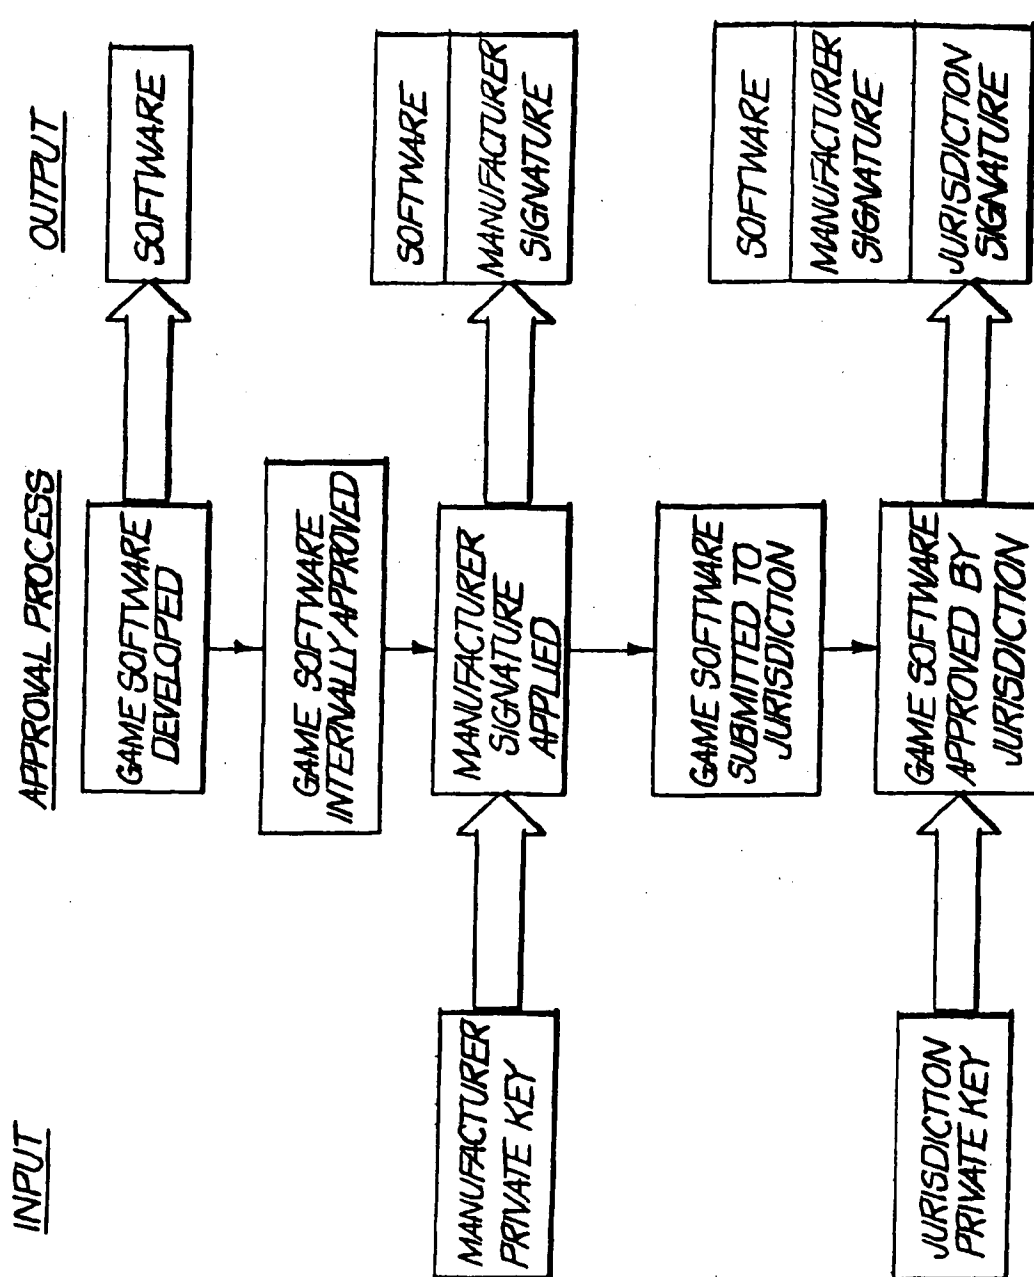 INPUT
APPROVAL PROCESS
OUTPUT
GAME SOFTWARE
DEVELOPED
SOFTWARE
GAME SOFTWARE
INTERNALLY APPROVED
MANUFACTURER
PRIVATE KEY
MANUFACTURER
SIGNATURE
APPLIED
SOFTWARE
MANUFACTURER
SIGNATURE
GAME SOFTWARE
SUBMITTED TO
JURISDICTION
JURISDICTION
PRIVATE KEY
GAME SOFTWARE
APPROVED BY
JURISDICTION
SOFTWARE
MANUFACTURER
SIGNATURE
JURISDICTION
SIGNATURE